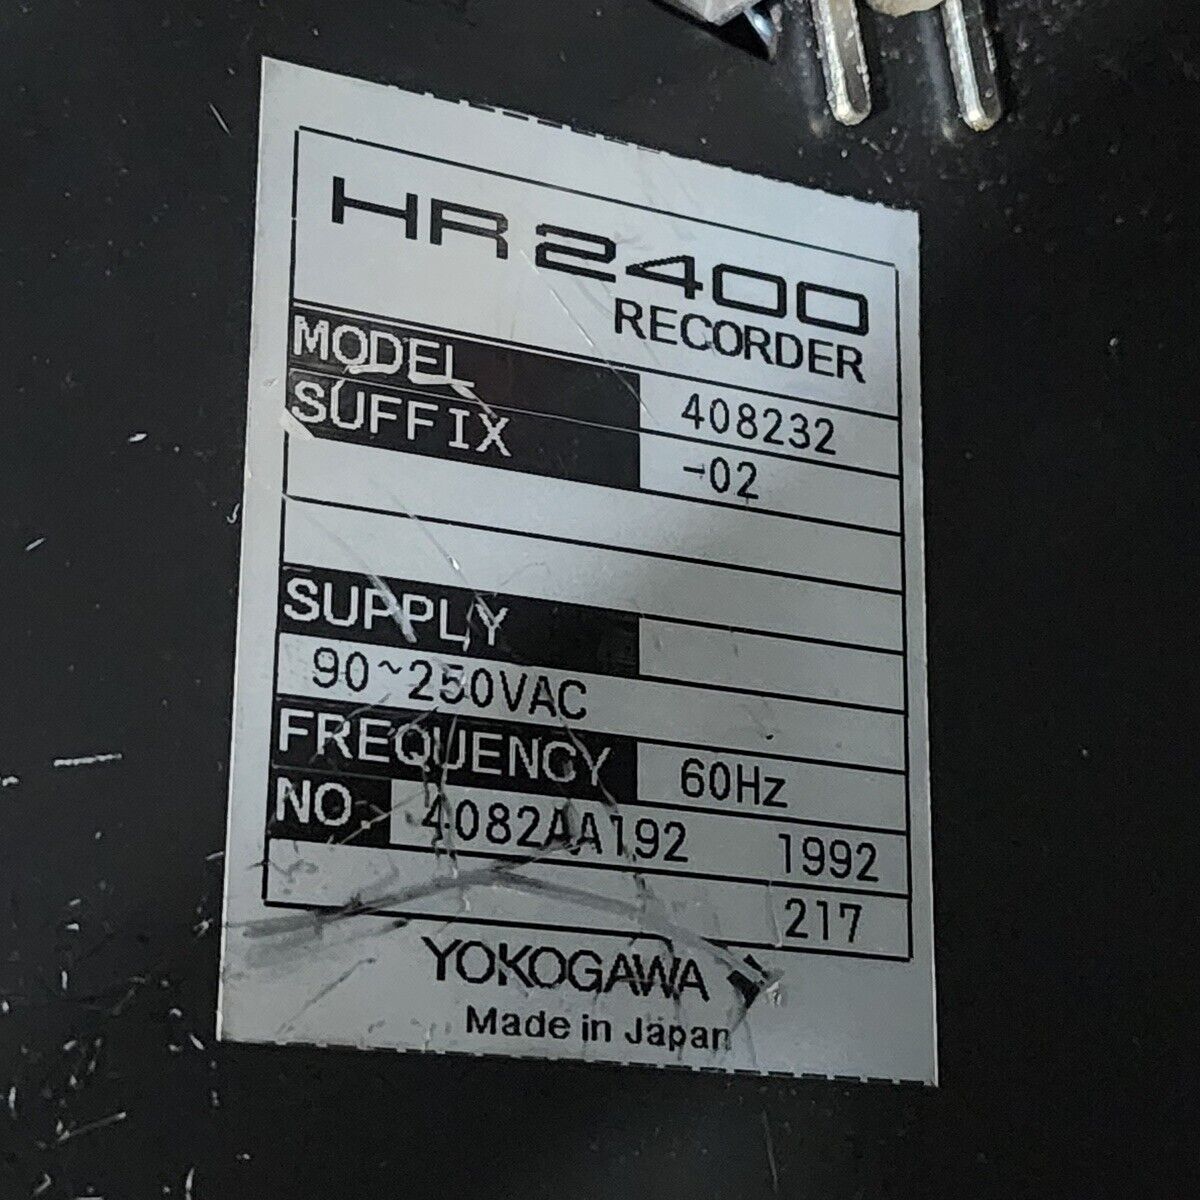 HR2400
RECORDER
MODEL 408232
SUFFIX -02
SUPPLY
90~250VAC
FREQUENCY 60Hz
NO. 4082AA192 1992
217
YOKOGAWA
Made in Japan